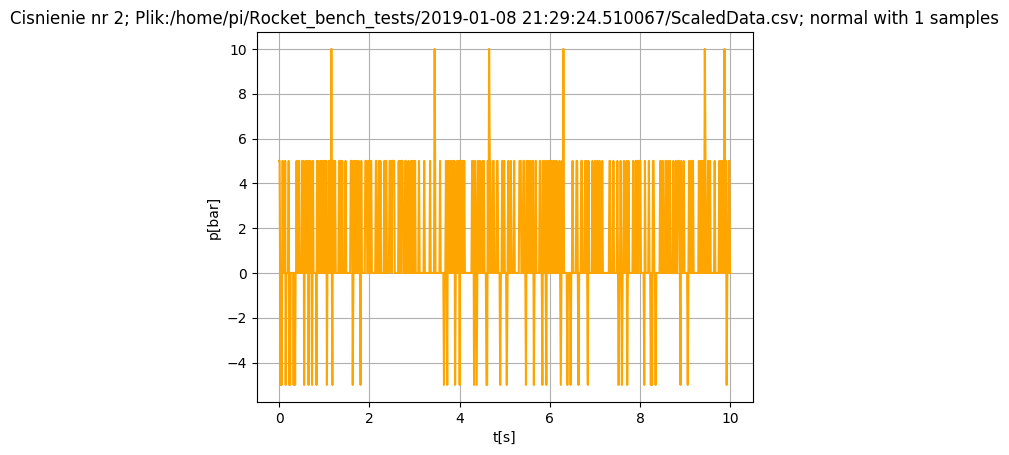 Cisnienie nr 2; Plik:/home/pi/Rocket_bench_tests/2019-01-08 21:29:24.510067/ScaledData.csv; normal with 1 samples
10
8
6
4
2
0
−2
−4
p[bar]
0 2 4 6 8 10
t[s]